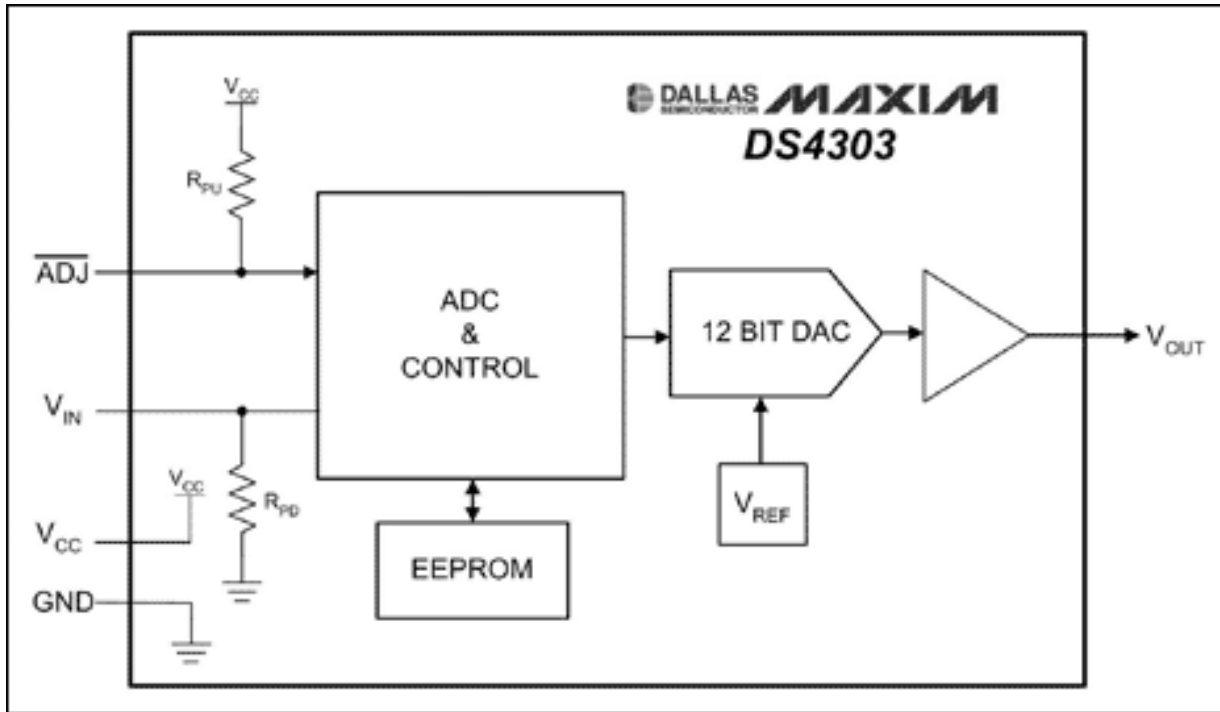 DALLAS
SEMICONDUCTOR
MAXIM
DS4303
VCC
RPU
ADJ
ADC
&
CONTROL
12 BIT DAC
VOUT
VIN
VCC
RPD
VREF
VCC
EEPROM
GND